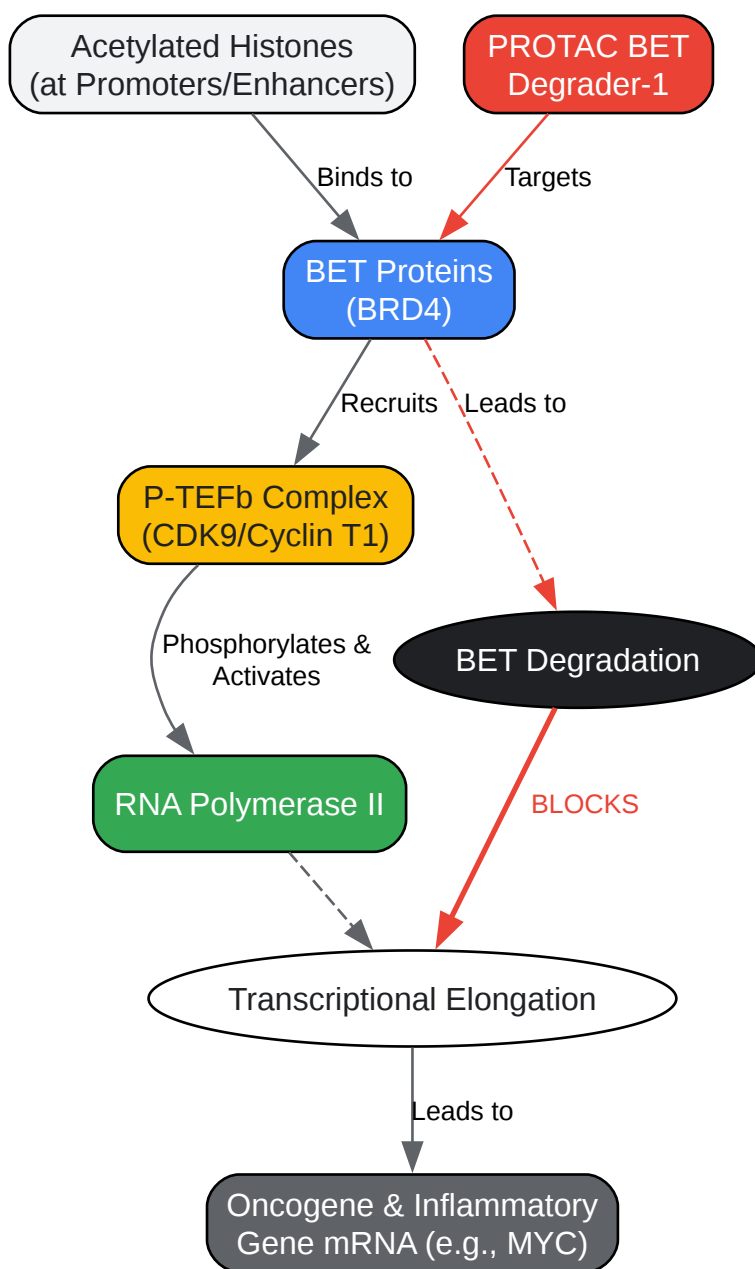 Acetylated Histones
(at Promoters/Enhancers)
PROTAC BET
Degrader-1
Binds to
Targets
BET Proteins
(BRD4)
Recruits
Leads to
P-TEFb Complex
(CDK9/Cyclin T1)
Phosphorylates &
Activates
BET Degradation
RNA Polymerase II
BLOCKS
Transcriptional Elongation
Leads to
Oncogene & Inflammatory
Gene mRNA (e.g., MYC)